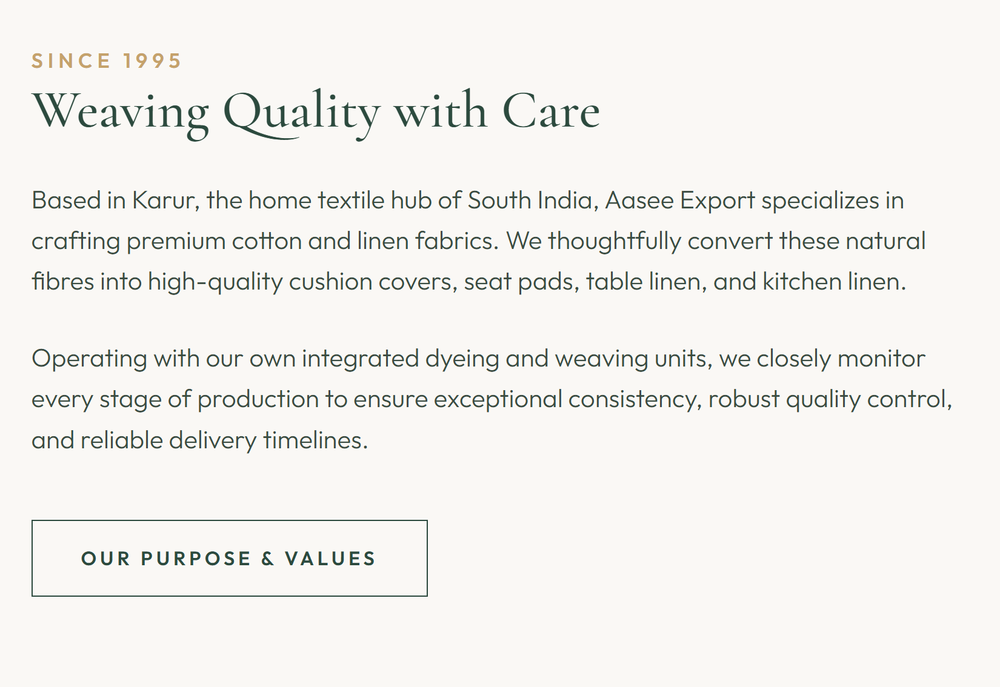 SINCE 1995
Weaving Quality with Care
Based in Karur, the home textile hub of South India, Aasee Export specializes in
crafting premium cotton and linen fabrics. We thoughtfully convert these natural
fibres into high-quality cushion covers, seat pads, table linen, and kitchen linen.
Operating with our own integrated dyeing and weaving units, we closely monitor
every stage of production to ensure exceptional consistency, robust quality control,
and reliable delivery timelines.
OUR PURPOSE & VALUES